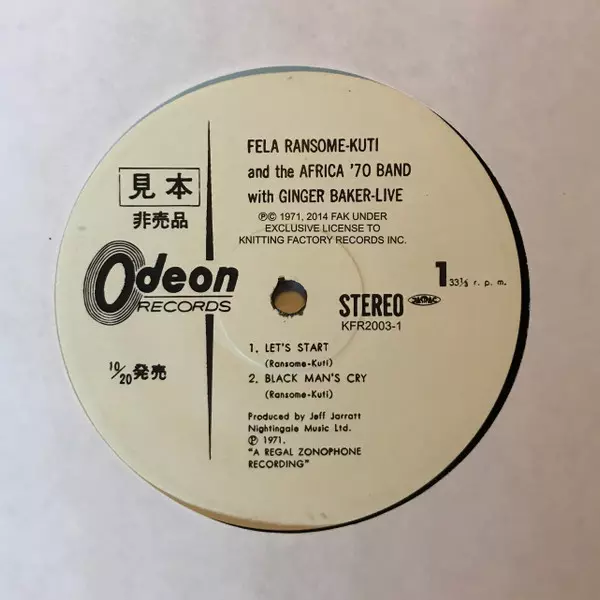 FELA RANSOME-KUTI
and the AFRICA '70 BAND
with GINGER BAKER-LIVE
℗© 1971, 2014 FAK UNDER
EXCLUSIVE LICENSE TO
KNITTING FACTORY RECORDS INC.
見本
非売品
Odeon
RECORDS
10/20発売
1 33⅓ r. p. m.
STEREO
KFR2003-1
1. LET'S START
(Ransome-Kuti)
2. BLACK MAN'S CRY
(Ransome-Kuti)
Produced by Jeff Jarratt
Nightingale Music Ltd.
℗ 1971.
"A REGAL ZONOPHONE
RECORDING"